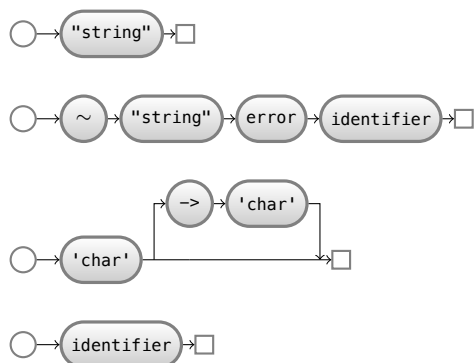 "string"
~ "string" error identifier
-> 'char'
'char'
identifier